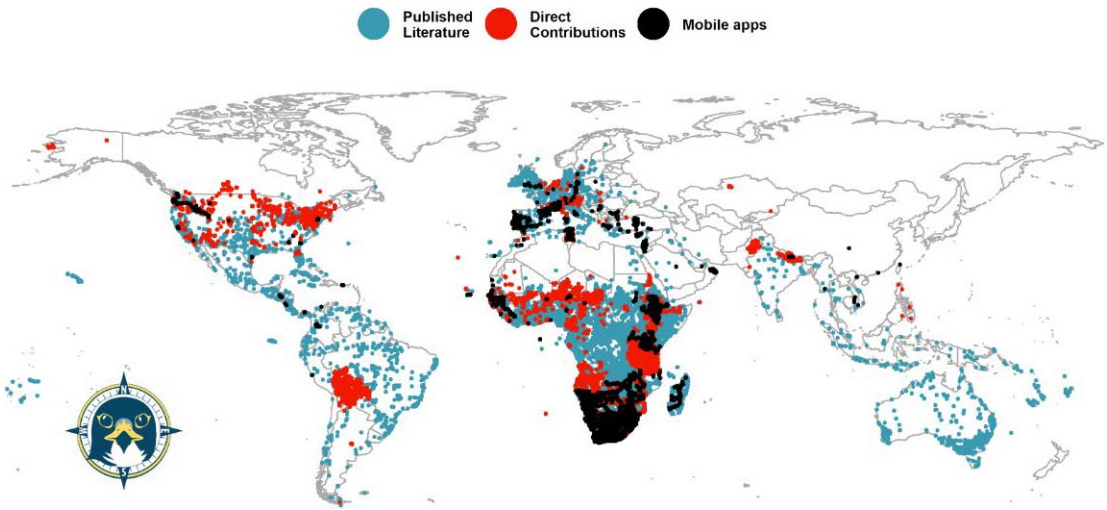 Published
Literature
Direct
Contributions
Mobile apps
N
W
E
S